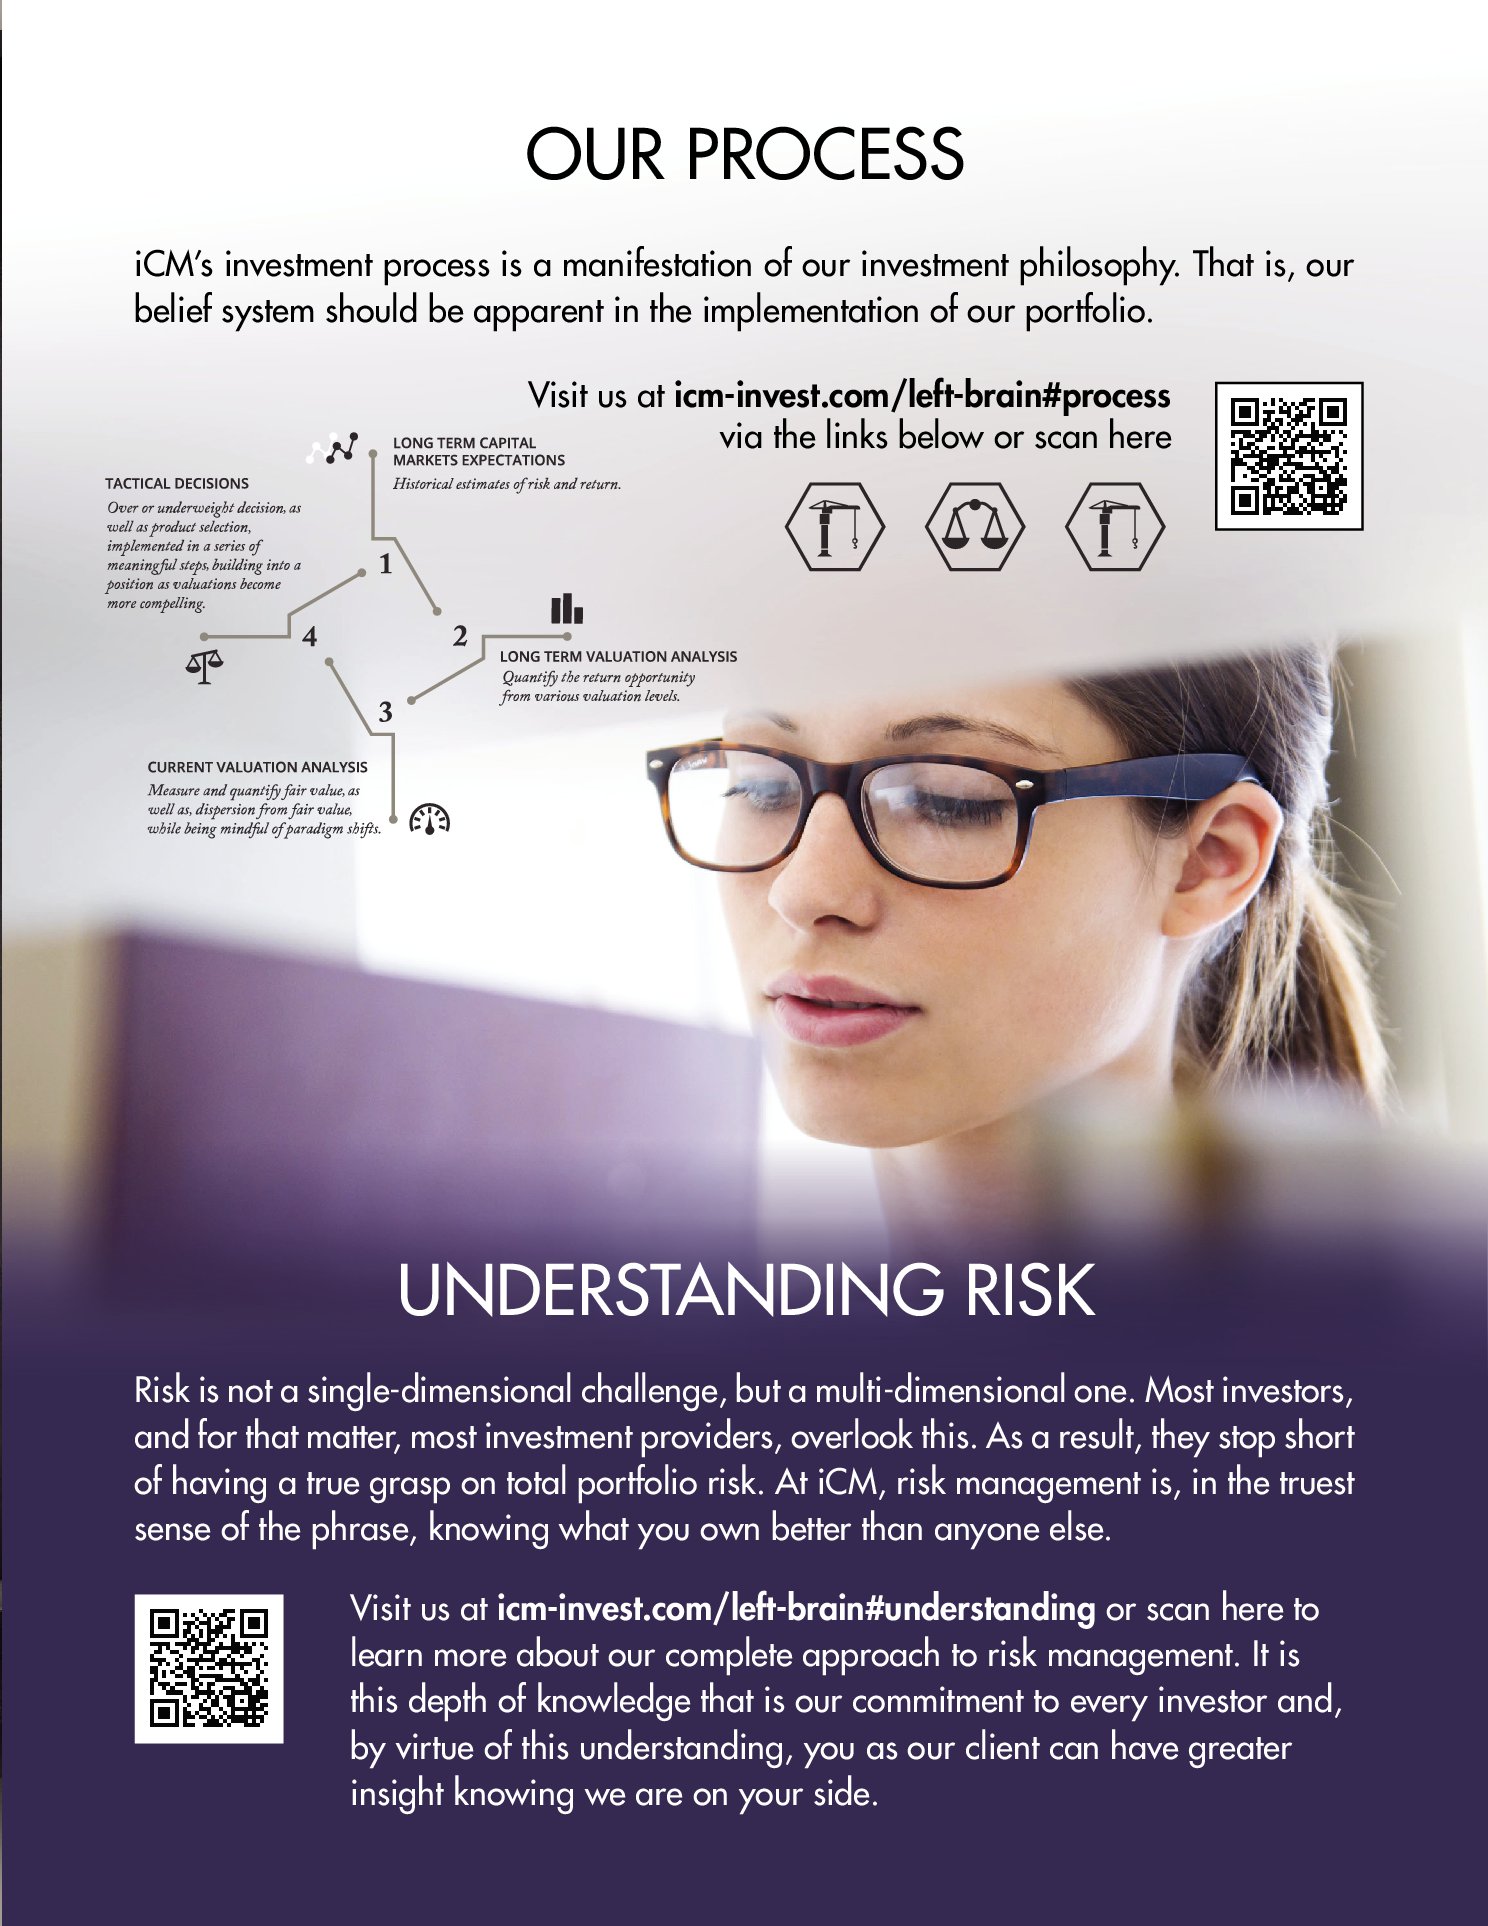 OUR PROCESS
iCM’s investment process is a manifestation of our investment philosophy. That is, our
belief system should be apparent in the implementation of our portfolio.
Visit us at icm-invest.com/left-brain#process
via the links below or scan here
LONG TERM CAPITAL
MARKETS EXPECTATIONS
Historical estimates of risk and return.
TACTICAL DECISIONS
Over or underweight decision, as
well as product selection,
implemented in a series of
meaningful steps, building into a
position as valuations become
more compelling.
1
4
2
3
LONG TERM VALUATION ANALYSIS
Quantify the return opportunity
from various valuation levels.
CURRENT VALUATION ANALYSIS
Measure and quantify fair value, as
well as, dispersion from fair value,
while being mindful of paradigm shifts.
UNDERSTANDING RISK
Risk is not a single-dimensional challenge, but a multi-dimensional one. Most investors,
and for that matter, most investment providers, overlook this. As a result, they stop short
of having a true grasp on total portfolio risk. At iCM, risk management is, in the truest
sense of the phrase, knowing what you own better than anyone else.
Visit us at icm-invest.com/left-brain#understanding or scan here to
learn more about our complete approach to risk management. It is
this depth of knowledge that is our commitment to every investor and,
by virtue of this understanding, you as our client can have greater
insight knowing we are on your side.